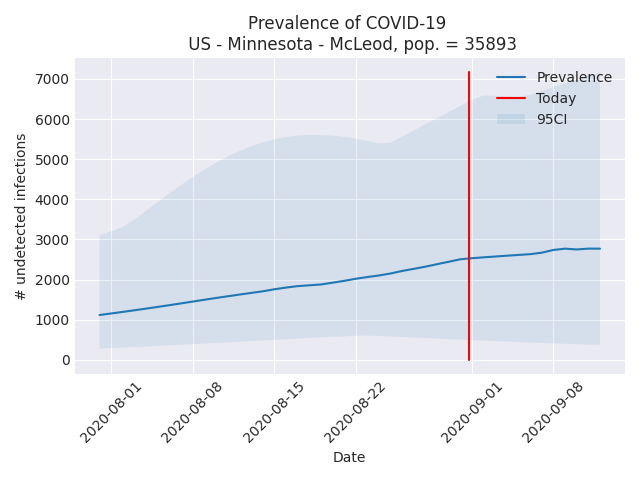 Prevalence of COVID-19
US - Minnesota - McLeod, pop. = 35893
7000
6000
5000
4000
3000
2000
1000
0
# undetected infections
Prevalence
Today
95CI
2020-08-01
2020-08-08
2020-08-15
2020-08-22
2020-09-01
2020-09-08
Date